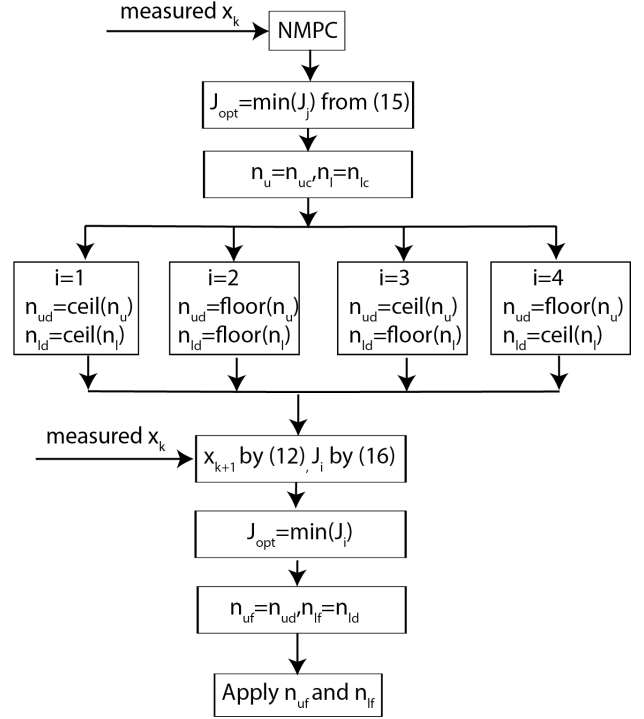 measured x_k
NMPC
J_opt=min(J_j) from (15)
n_u=n_uc,n_l=n_lc
i=1
n_ud=ceil(n_u)
n_ld=ceil(n_l)
i=2
n_ud=floor(n_u)
n_ld=floor(n_l)
i=3
n_ud=ceil(n_u)
n_ld=floor(n_l)
i=4
n_ud=floor(n_u)
n_ld=ceil(n_l)
measured x_k
x_k+1 by (12),J_i by (16)
J_opt=min(J_i)
n_uf=n_ud,n_lf=n_ld
Apply n_uf and n_lf